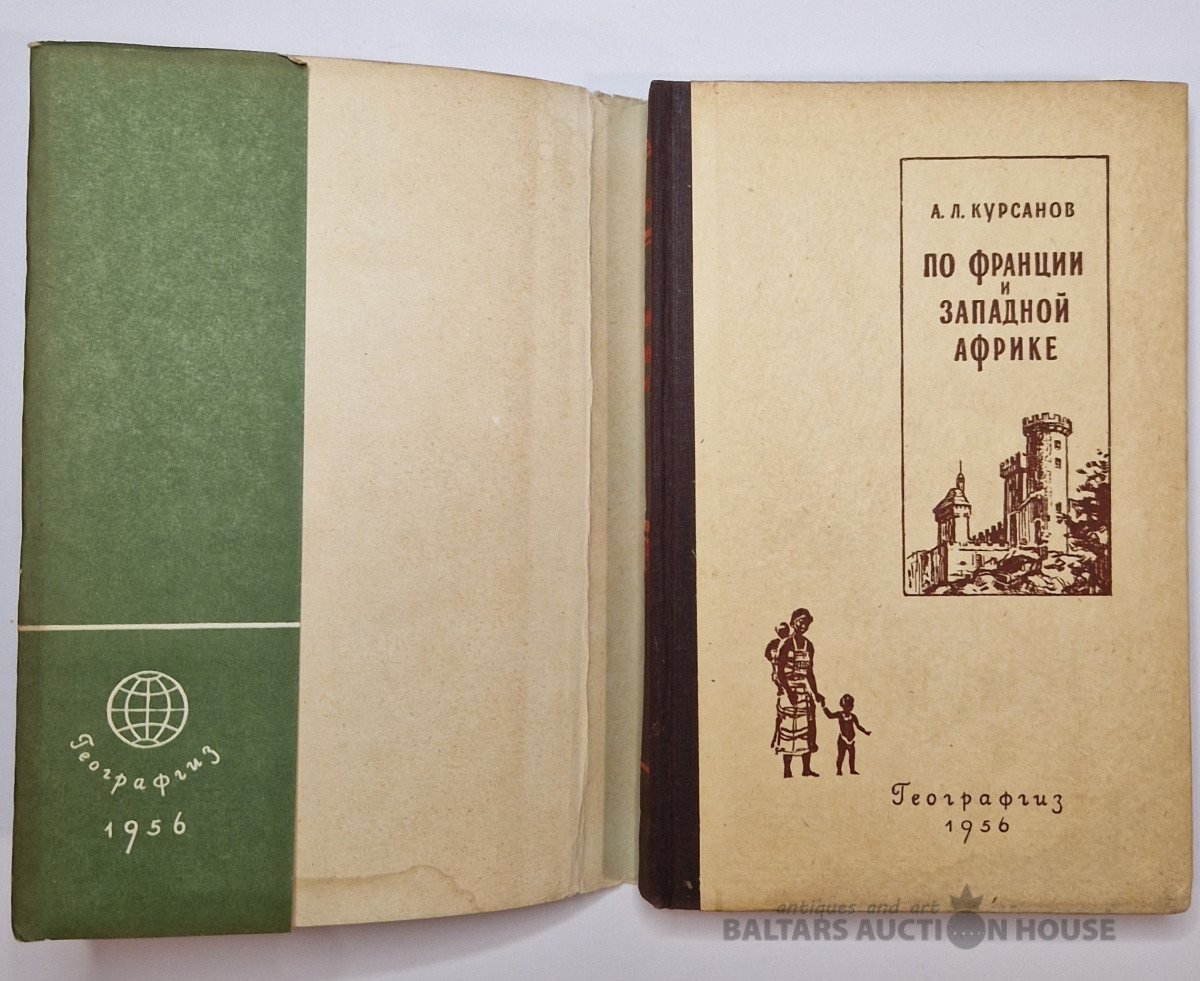 Географгиз
1956
А. Л. КУРСАНОВ
ПО ФРАНЦИИ
И
ЗАПАДНОЙ
АФРИКЕ
Географгиз
1956
antiques and art
BALTARS AUCTION HOUSE